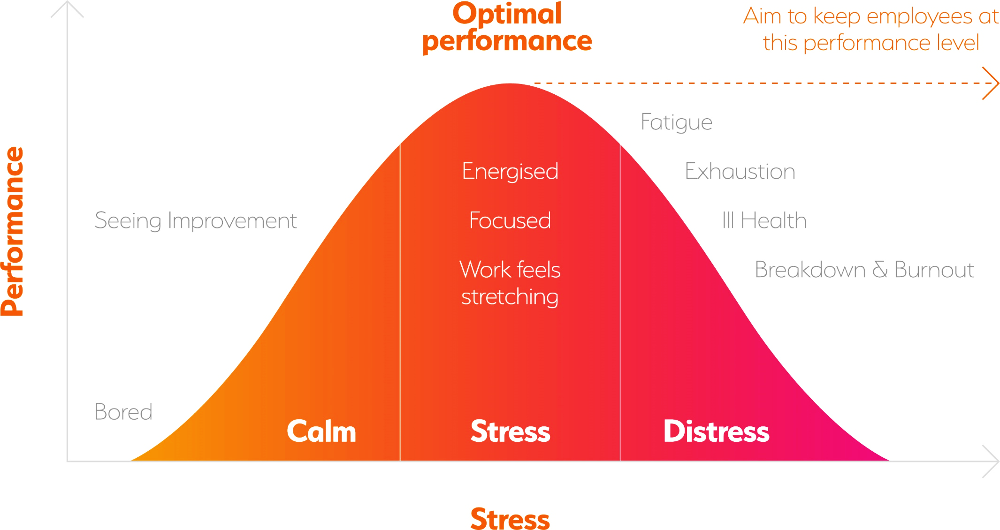 Optimal
performance
Aim to keep employees at
this performance level
Performance
Fatigue
Energised
Exhaustion
Seeing Improvement
Focused
Ill Health
Work feels
stretching
Breakdown & Burnout
Bored
Calm
Stress
Distress
Stress